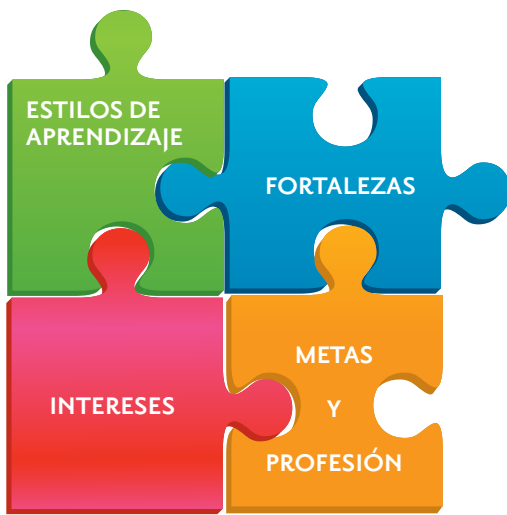 ESTILOS DE
APRENDIZAJE
FORTALEZAS
INTERESES
METAS
Y
PROFESIÓN